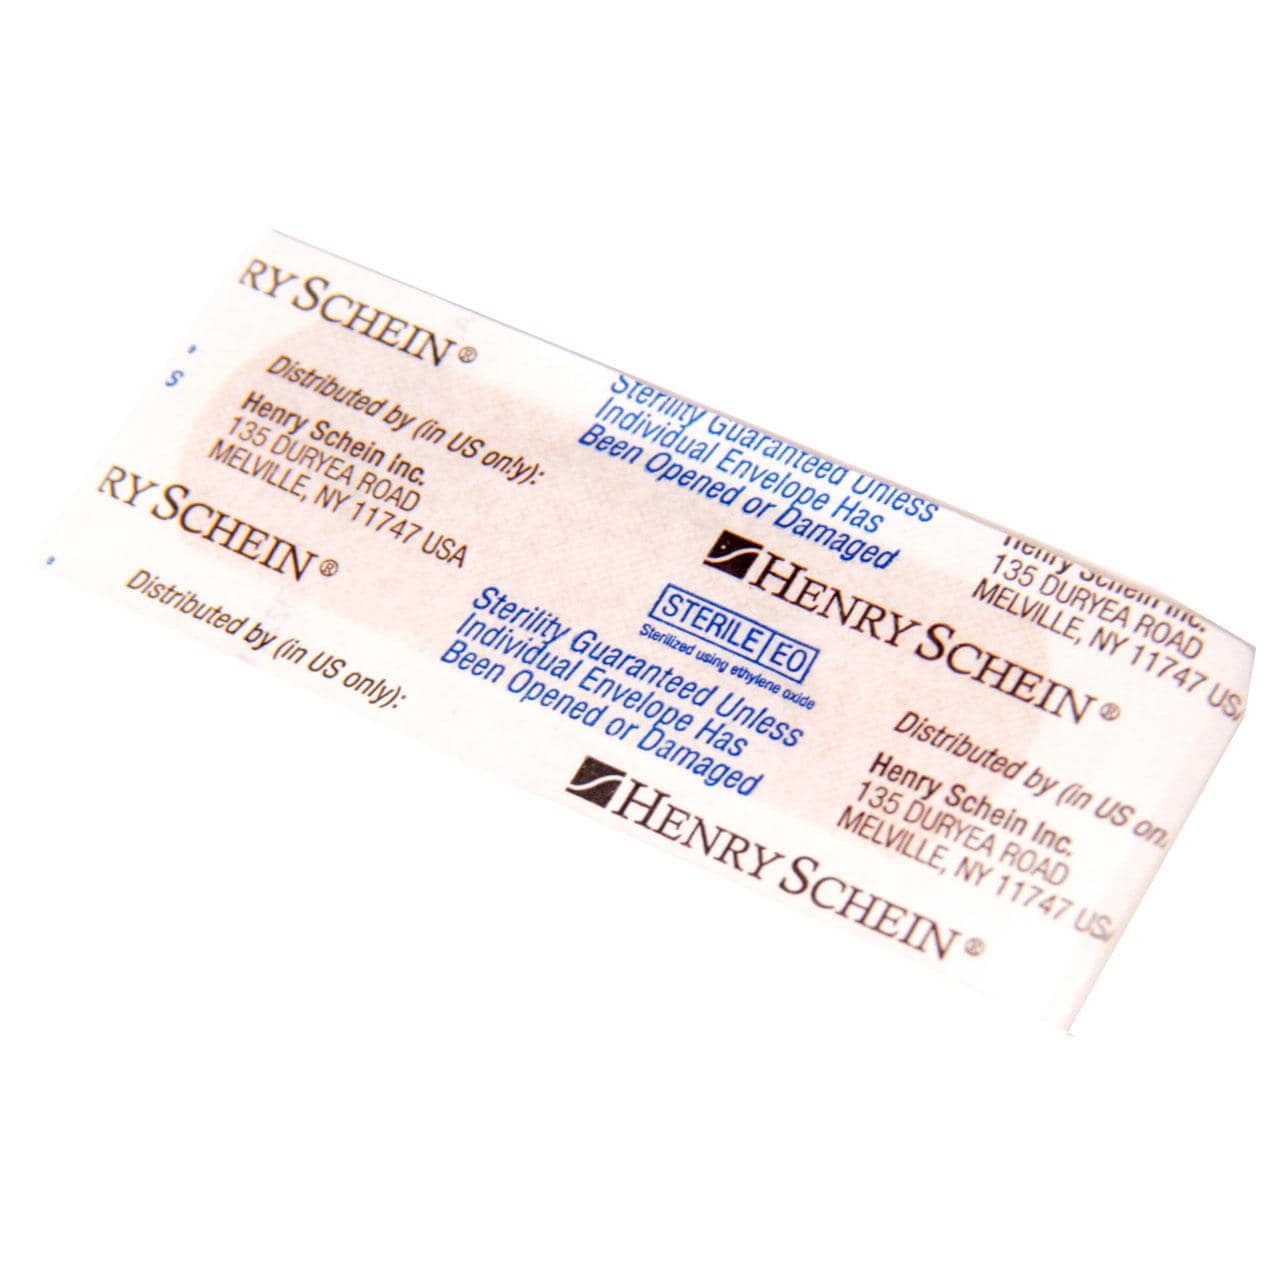 RY SCHEIN®
Distributed by (in US only):
Henry Schein Inc.
135 DURYEA ROAD
MELVILLE, NY 11747 USA
s
RY SCHEIN®
Distributed by (in US only):
Sterility Guaranteed Unless
Individual Envelope Has
Been Opened or Damaged
HENRY SCHEIN®
STERILE EO
Sterilized using ethylene oxide
Sterility Guaranteed Unless
Individual Envelope Has
Been Opened or Damaged
HENRY SCHEIN®
Henry Schein Inc.
135 DURYEA ROAD
MELVILLE, NY 11747 USA
Distributed by (in US on
Henry Schein Inc.
135 DURYEA ROAD
MELVILLE, NY 11747 USA